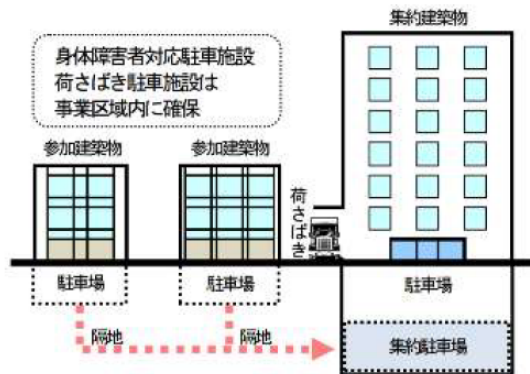 集約建築物
身体障害者対応駐車施設
荷さばき駐車施設は
事業区域内に確保
参加建築物
参加建築物
荷さばき
駐車場
駐車場
駐車場
隔地
隔地
集約駐車場